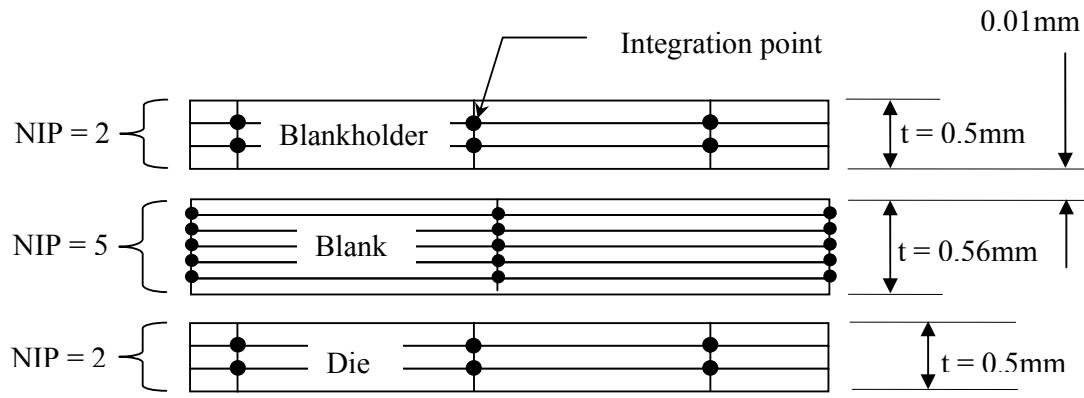 0.01mm
Integration point
NIP = 2
Blankholder
t = 0.5mm
NIP = 5
Blank
t = 0.56mm
NIP = 2
Die
t = 0.5mm